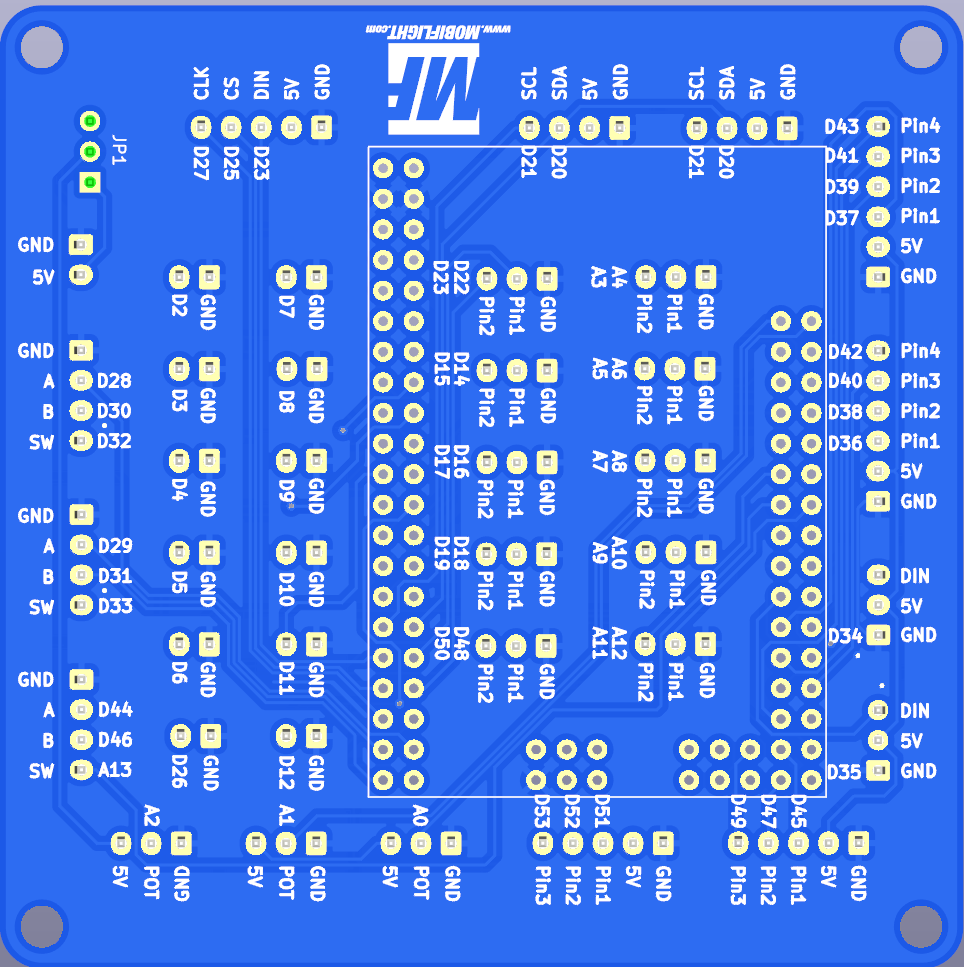 www.MOBIFLIGHT.com
MF
CLK CS DIN 5V GND
SCL SDA 5V GND
SCL SDA 5V GND
JP1
D27 D25 D23
D21 D20
D21 D20
D43 Pin4
D41 Pin3
D39 Pin2
D37 Pin1
5V
GND
GND
5V
D2 GND
D7 GND
D23 D22
Pin2 Pin1 GND
A3 A4
Pin2 Pin1 GND
GND
A D28
B D30
SW D32
D3 GND
D8 GND
D15 D14
Pin2 Pin1 GND
A5 A6
Pin2 Pin1 GND
D42 Pin4
D40 Pin3
D38 Pin2
D36 Pin1
5V
GND
D4 GND
D9 GND
D17 D16
Pin2 Pin1 GND
A7 A8
Pin2 Pin1 GND
GND
A D29
B D31
SW D33
D5 GND
D10 GND
D19 D18
Pin2 Pin1 GND
A9 A10
Pin2 Pin1 GND
DIN
5V
D34 GND
D6 GND
D11 GND
D50 D48
Pin2 Pin1 GND
A11 A12
Pin2 Pin1 GND
GND
A D44
B D46
SW A13
D26 GND
D12 GND
DIN
5V
D35 GND
A2
5V POT GND
A1
5V POT GND
A0
5V POT GND
D53 D52 D51
Pin3 Pin2 Pin1 5V GND
D49 D47 D45
Pin3 Pin2 Pin1 5V GND